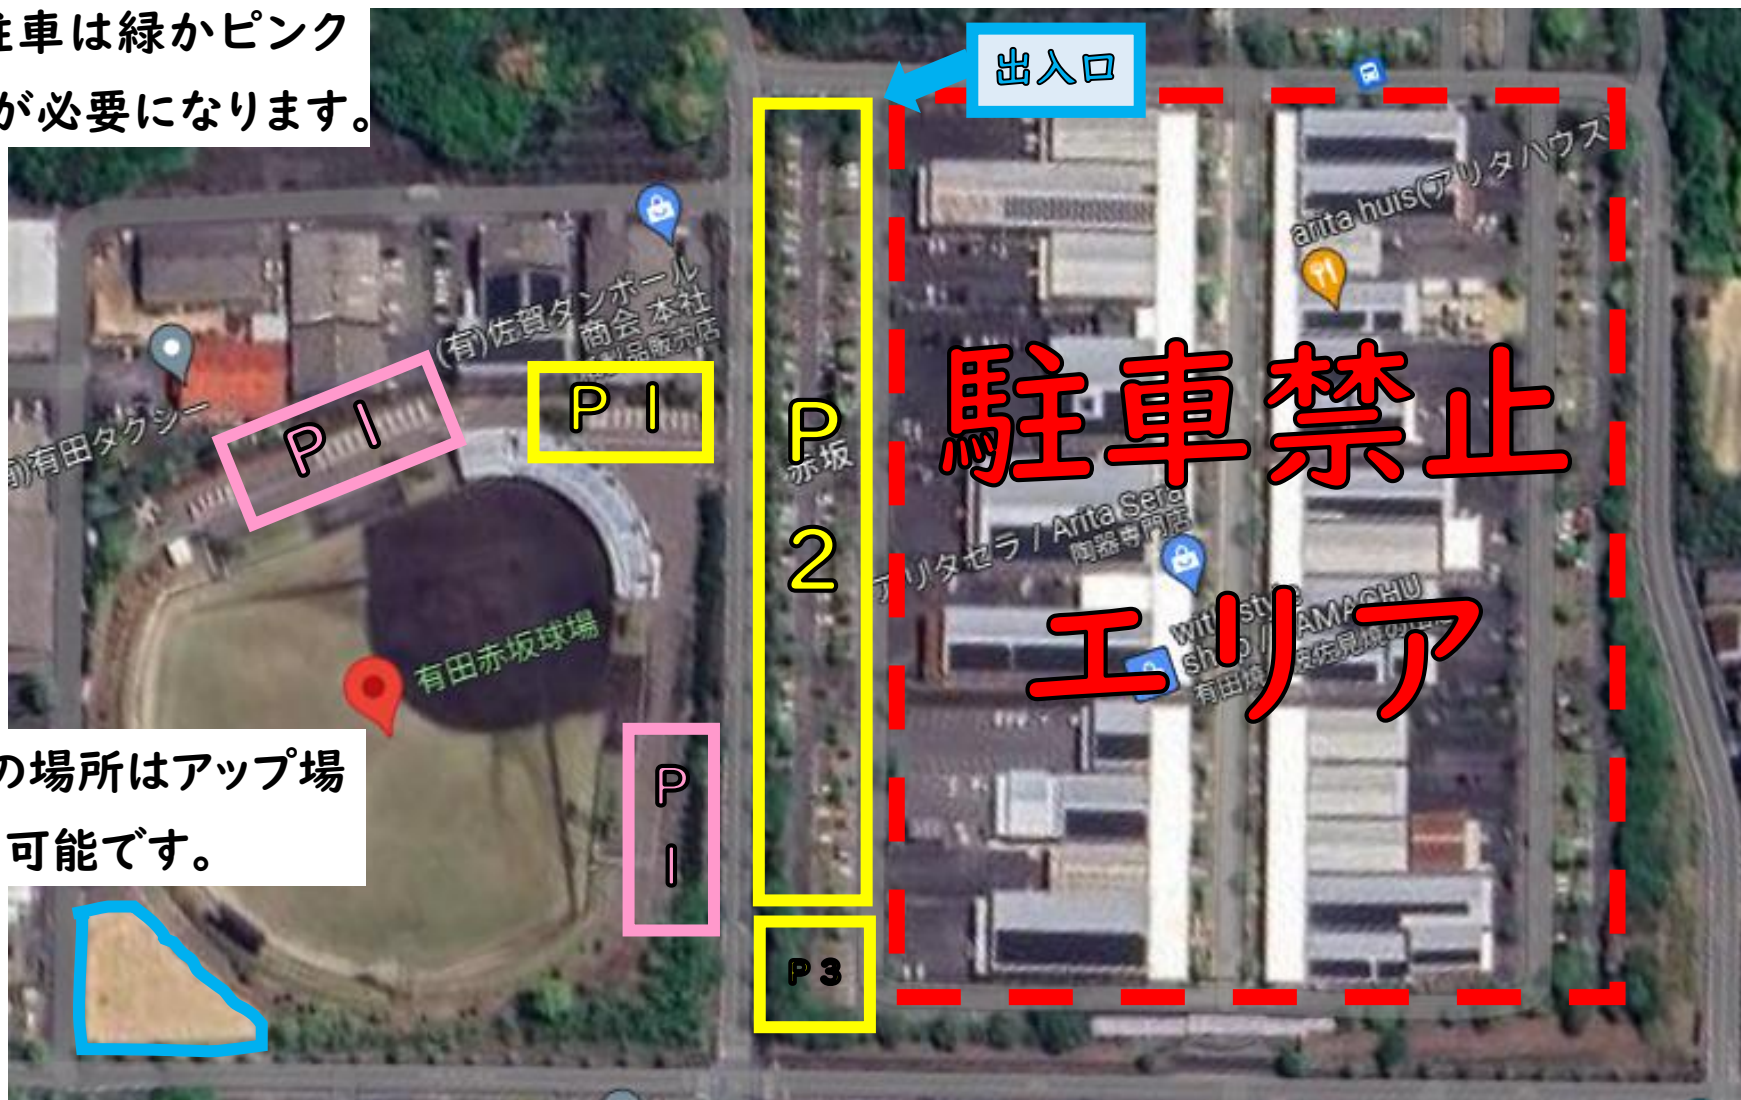 車は緑かピンク
が必要になります。
出入口
arita huis(アリタハウス)
(有)佐賀ダンボール
商会 本社
P1
P1
有田タクシー
P
2
赤坂
駐車禁止
エリア
アリタセラ / Arita Sera
陶器専門店
有田赤坂球場
P
1
の場所はアップ場
可能です。
P3